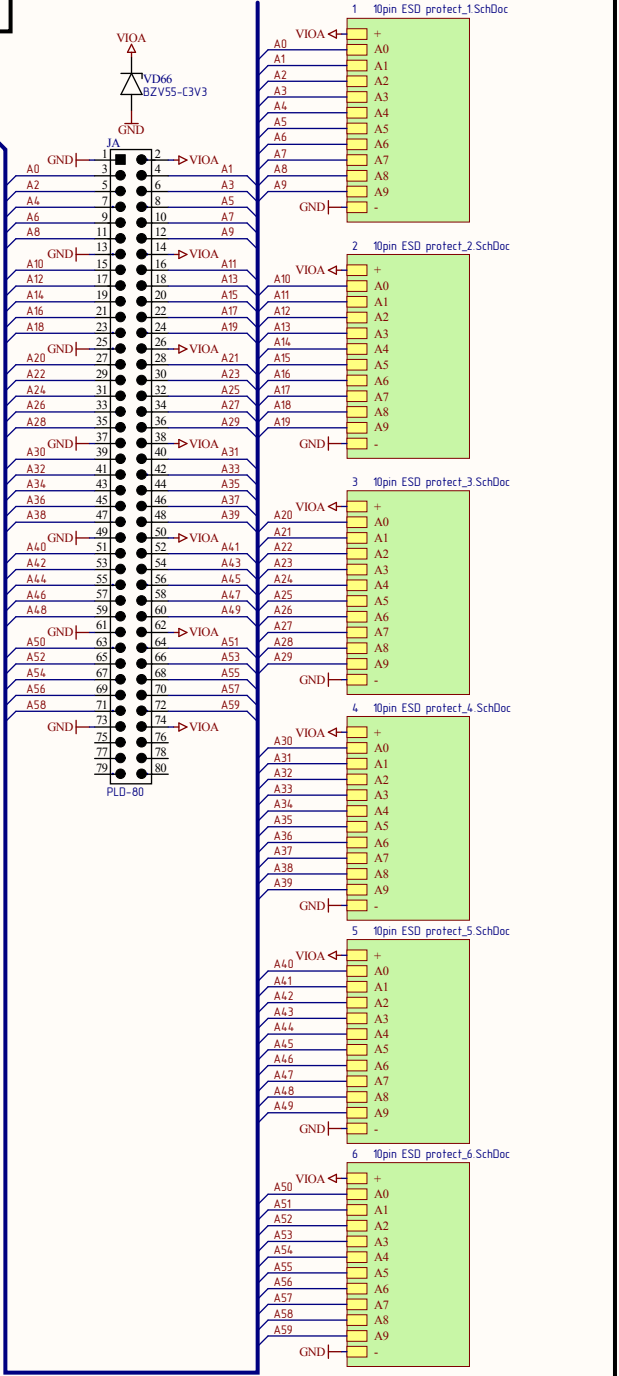 VIOA
VD66
BZV55-C3V3
GND
JA
GND 1 2 VIOA
A0 3 4 A1
A2 5 6 A3
A4 7 8 A5
A6 9 10 A7
A8 11 12 A9
GND 13 14 VIOA
A10 15 16 A11
A12 17 18 A13
A14 19 20 A15
A16 21 22 A17
A18 23 24 A19
GND 25 26 VIOA
A20 27 28 A21
A22 29 30 A23
A24 31 32 A25
A26 33 34 A27
A28 35 36 A29
GND 37 38 VIOA
A30 39 40 A31
A32 41 42 A33
A34 43 44 A35
A36 45 46 A37
A38 47 48 A39
GND 49 50 VIOA
A40 51 52 A41
A42 53 54 A43
A44 55 56 A45
A46 57 58 A47
A48 59 60 A49
GND 61 62 VIOA
A50 63 64 A51
A52 65 66 A53
A54 67 68 A55
A56 69 70 A57
A58 71 72 A59
GND 73 74 VIOA
75 76
77 78
79 80
PLD-80
1 10pin ESD protect_1.SchDoc
VIOA +
A0 A0
A1 A1
A2 A2
A3 A3
A4 A4
A5 A5
A6 A6
A7 A7
A8 A8
A9 A9
GND -
2 10pin ESD protect_2.SchDoc
VIOA +
A10 A0
A11 A1
A12 A2
A13 A3
A14 A4
A15 A5
A16 A6
A17 A7
A18 A8
A19 A9
GND -
3 10pin ESD protect_3.SchDoc
VIOA +
A20 A0
A21 A1
A22 A2
A23 A3
A24 A4
A25 A5
A26 A6
A27 A7
A28 A8
A29 A9
GND -
4 10pin ESD protect_4.SchDoc
VIOA +
A30 A0
A31 A1
A32 A2
A33 A3
A34 A4
A35 A5
A36 A6
A37 A7
A38 A8
A39 A9
GND -
5 10pin ESD protect_5.SchDoc
VIOA +
A40 A0
A41 A1
A42 A2
A43 A3
A44 A4
A45 A5
A46 A6
A47 A7
A48 A8
A49 A9
GND -
6 10pin ESD protect_6.SchDoc
VIOA +
A50 A0
A51 A1
A52 A2
A53 A3
A54 A4
A55 A5
A56 A6
A57 A7
A58 A8
A59 A9
GND -